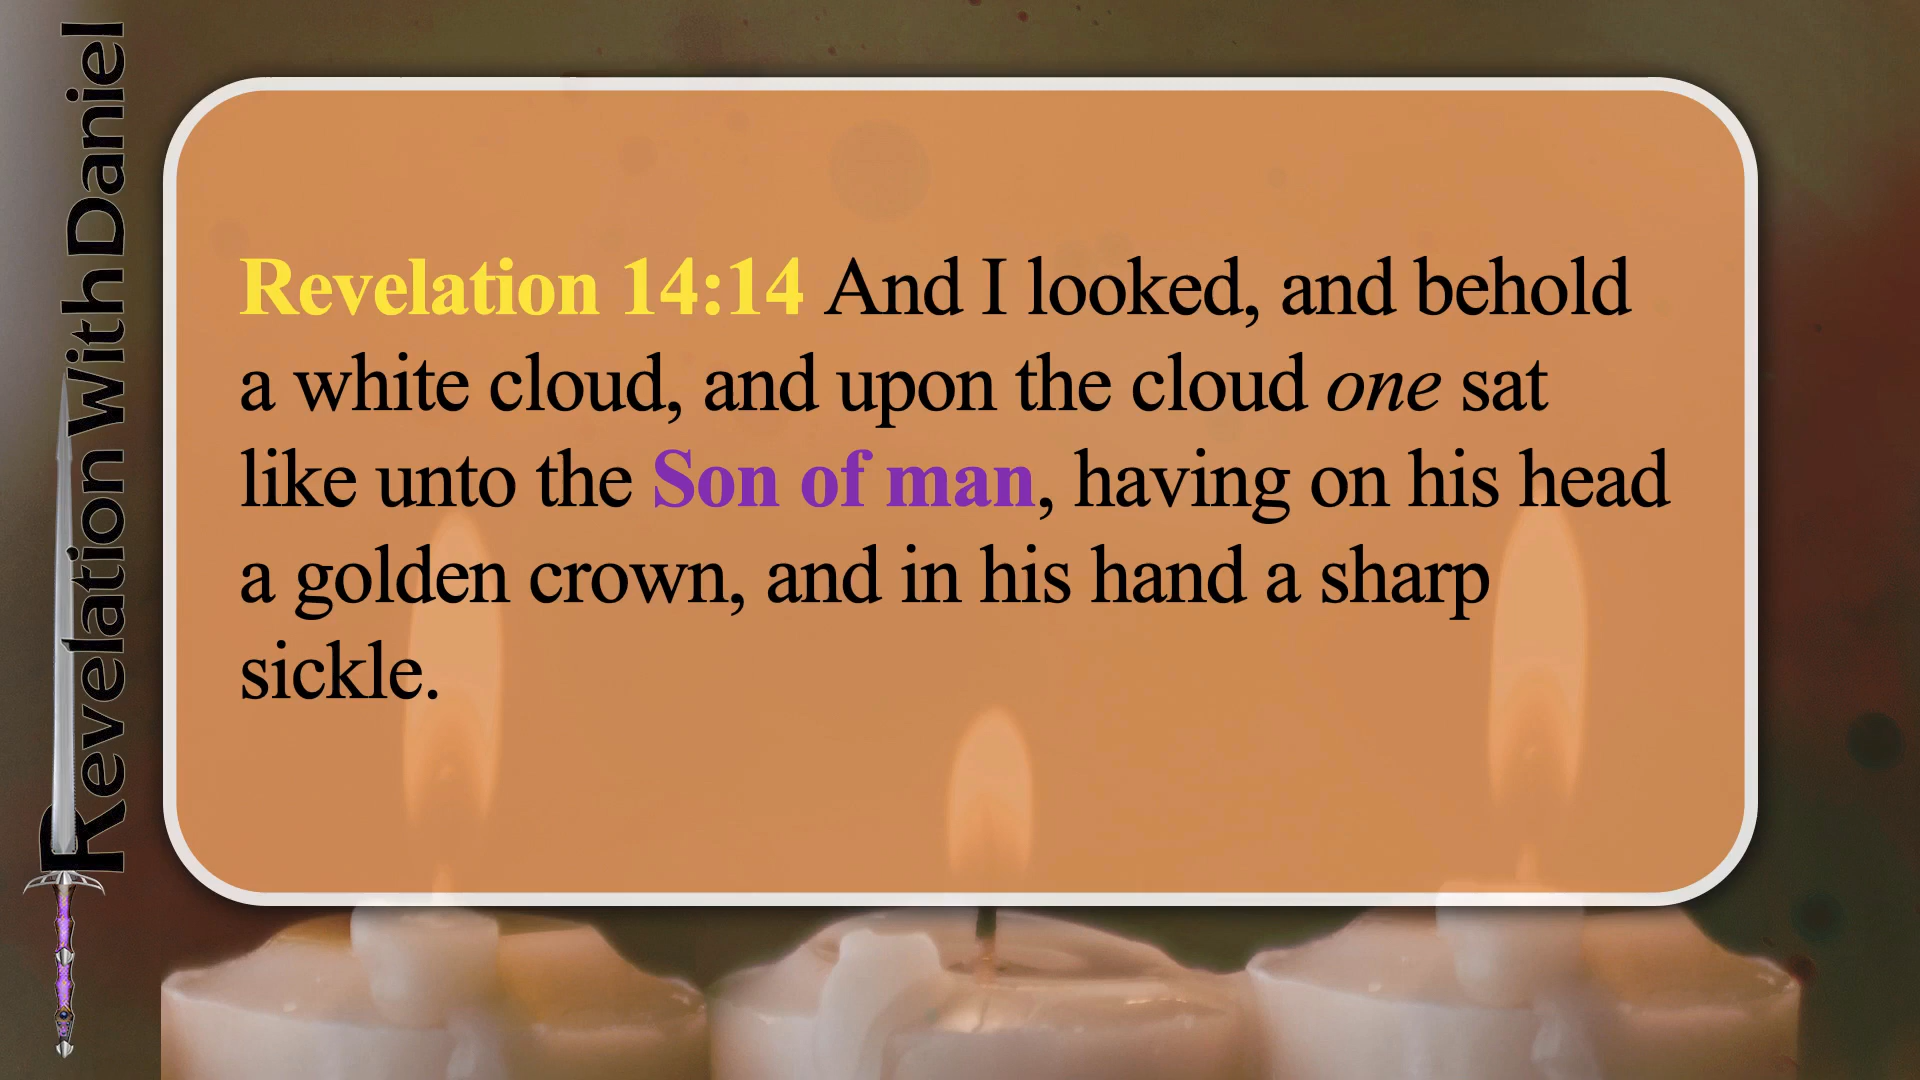 Revelation With Daniel
Revelation 14:14 And I looked, and behold
a white cloud, and upon the cloud one sat
like unto the Son of man, having on his head
a golden crown, and in his hand a sharp
sickle.